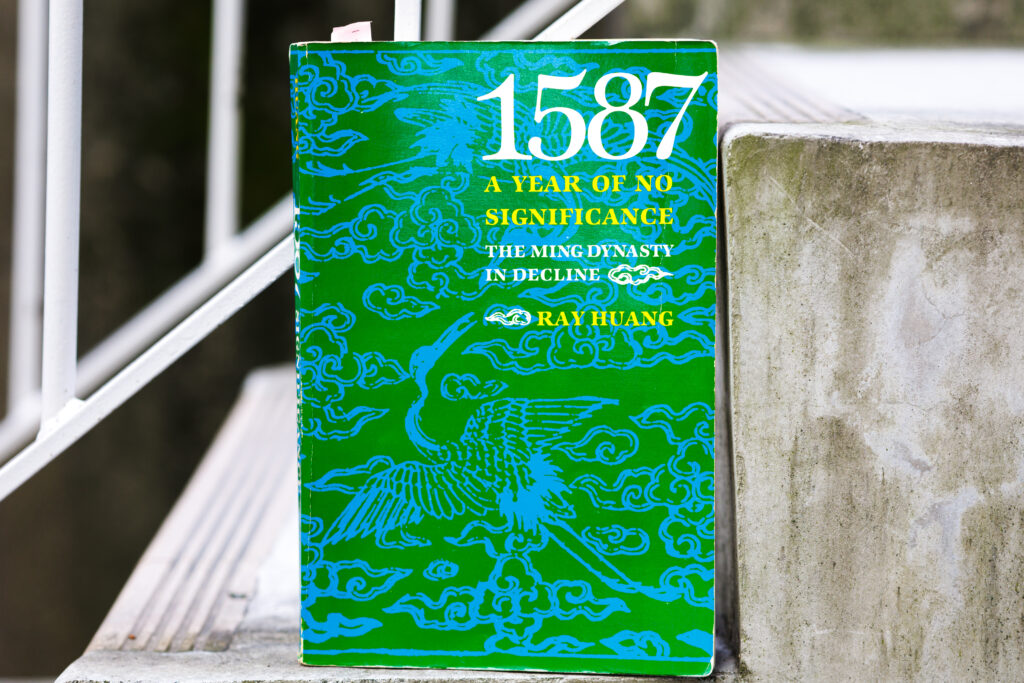 1587
A YEAR OF NO
SIGNIFICANCE
THE MING DYNASTY
IN DECLINE
RAY HUANG